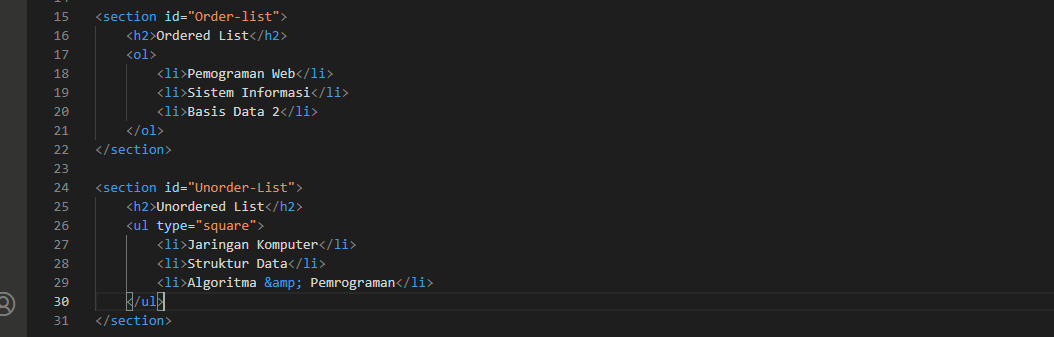 15 <section id="Order-list">
16     <h2>Ordered List</h2>
17     <ol>
18         <li>Pemograman Web</li>
19         <li>Sistem Informasi</li>
20         <li>Basis Data 2</li>
21     </ol>
22 </section>
23
24 <section id="Unorder-List">
25     <h2>Unordered List</h2>
26     <ul type="square">
27         <li>Jaringan Komputer</li>
28         <li>Struktur Data</li>
29         <li>Algoritma &amp; Pemrograman</li>
30     </ul>
31 </section>